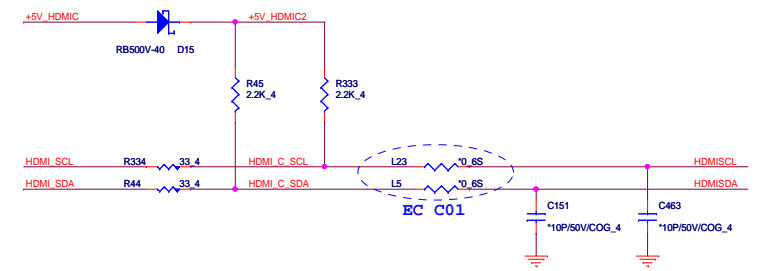 +5V_HDMIC
+5V_HDMIC2
RB500V-40 D15
R45
2.2K_4
R333
2.2K_4
HDMI_SCL
R334
33_4
HDMI_C_SCL
L23
*0_6S
HDMISCL
HDMI_SDA
R44
33_4
HDMI_C_SDA
L5
*0_6S
HDMISDA
EC C01
C151
*10P/50V/COG_4
C463
*10P/50V/COG_4